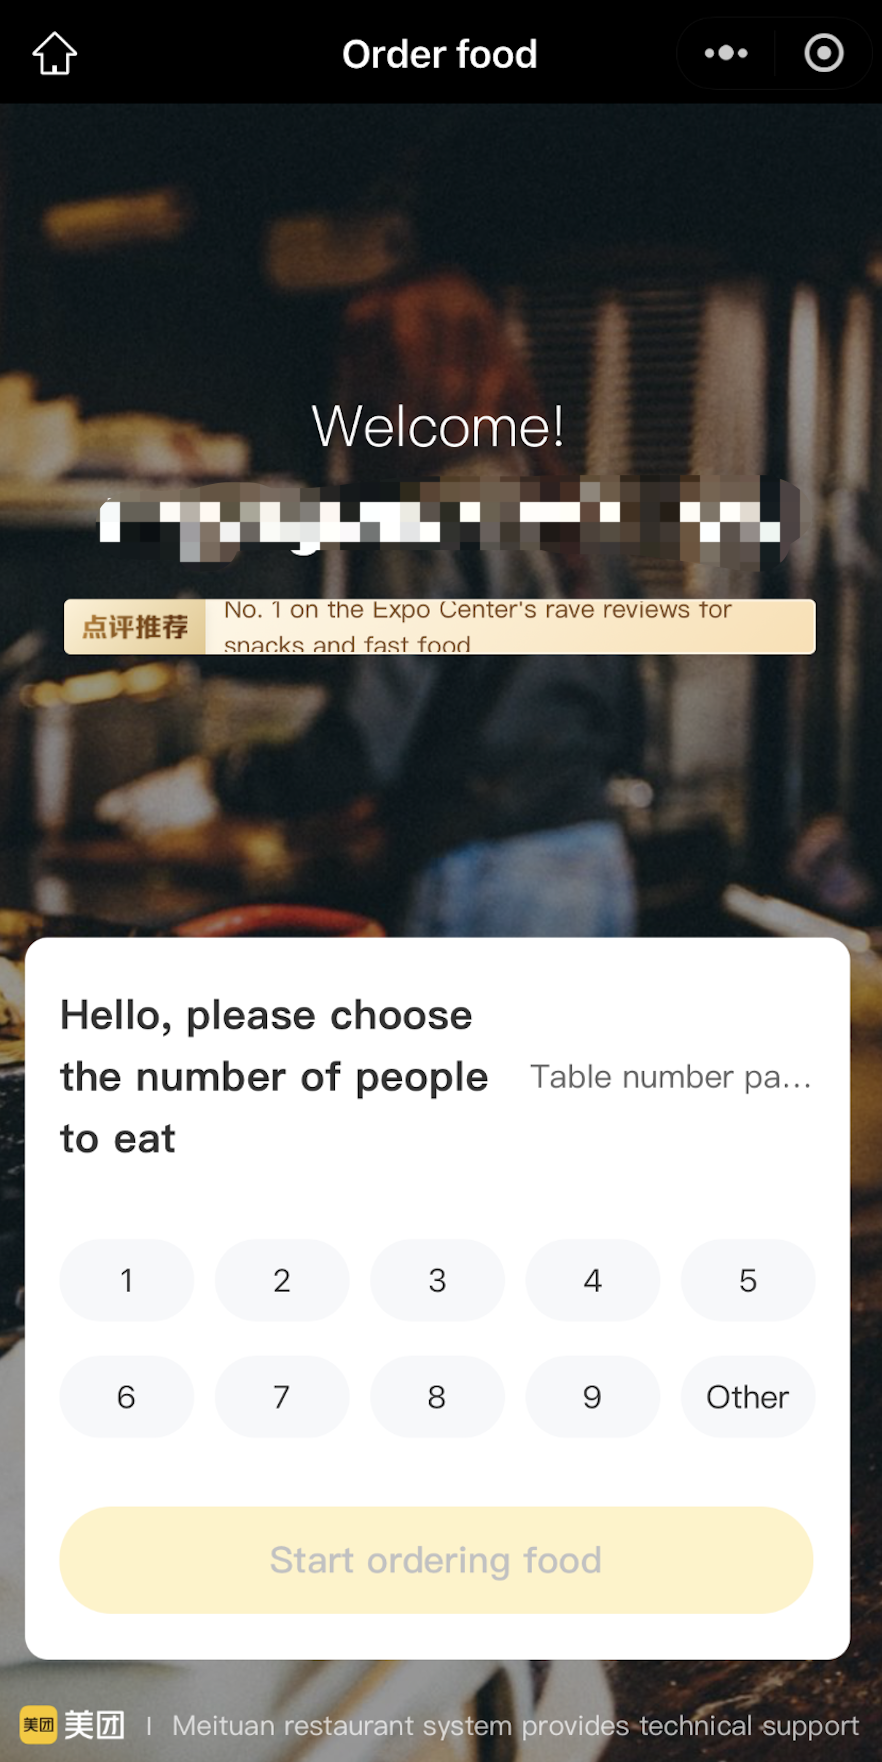 Order food
Welcome!
点评推荐
No. 1 on the Expo Center's rave reviews for
snacks and fast food
Hello, please choose
the number of people
to eat
Table number pa...
1 2 3 4 5
6 7 8 9 Other
Start ordering food
美团 美团 | Meituan restaurant system provides technical support